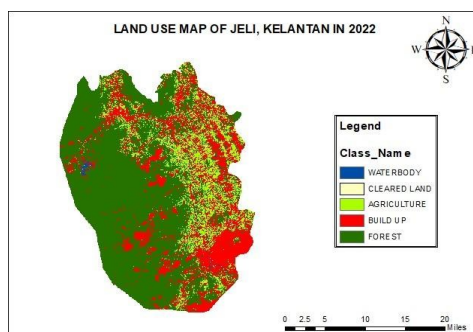 LAND USE MAP OF JELI, KELANTAN IN 2022
N
W
E
S
Legend
Class_Name
WATERBODY
CLEARED LAND
AGRICULTURE
BUILD UP
FOREST
0 2.5 5 10 15 20
Miles